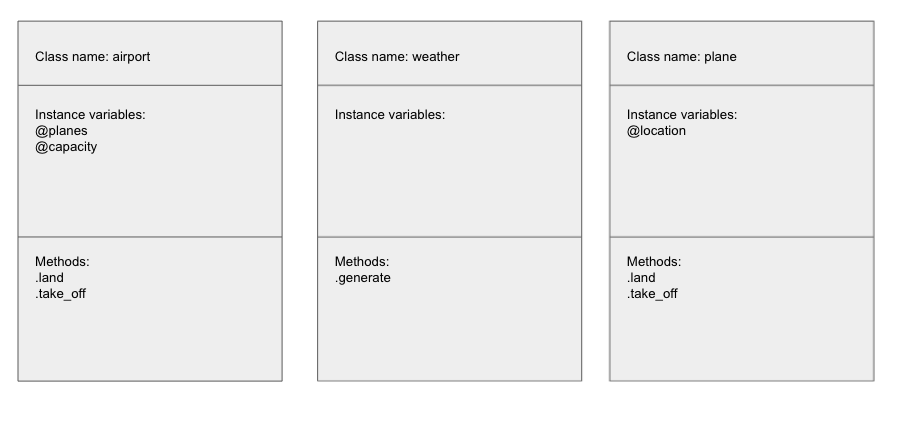 Class name: airport
Instance variables:
@planes
@capacity
Methods:
.land
.take_off
Class name: weather
Instance variables:
Methods:
.generate
Class name: plane
Instance variables:
@location
Methods:
.land
.take_off